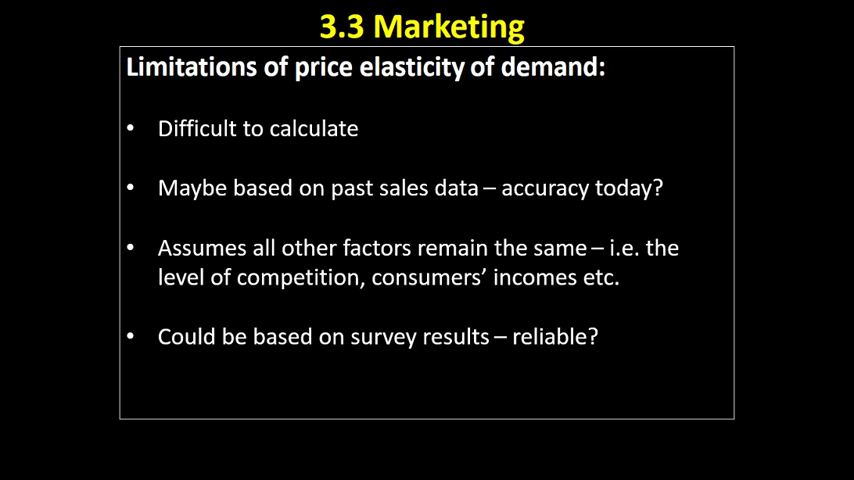 3.3 Marketing
Limitations of price elasticity of demand:
• Difficult to calculate
• Maybe based on past sales data – accuracy today?
• Assumes all other factors remain the same – i.e. the
level of competition, consumers’ incomes etc.
• Could be based on survey results – reliable?